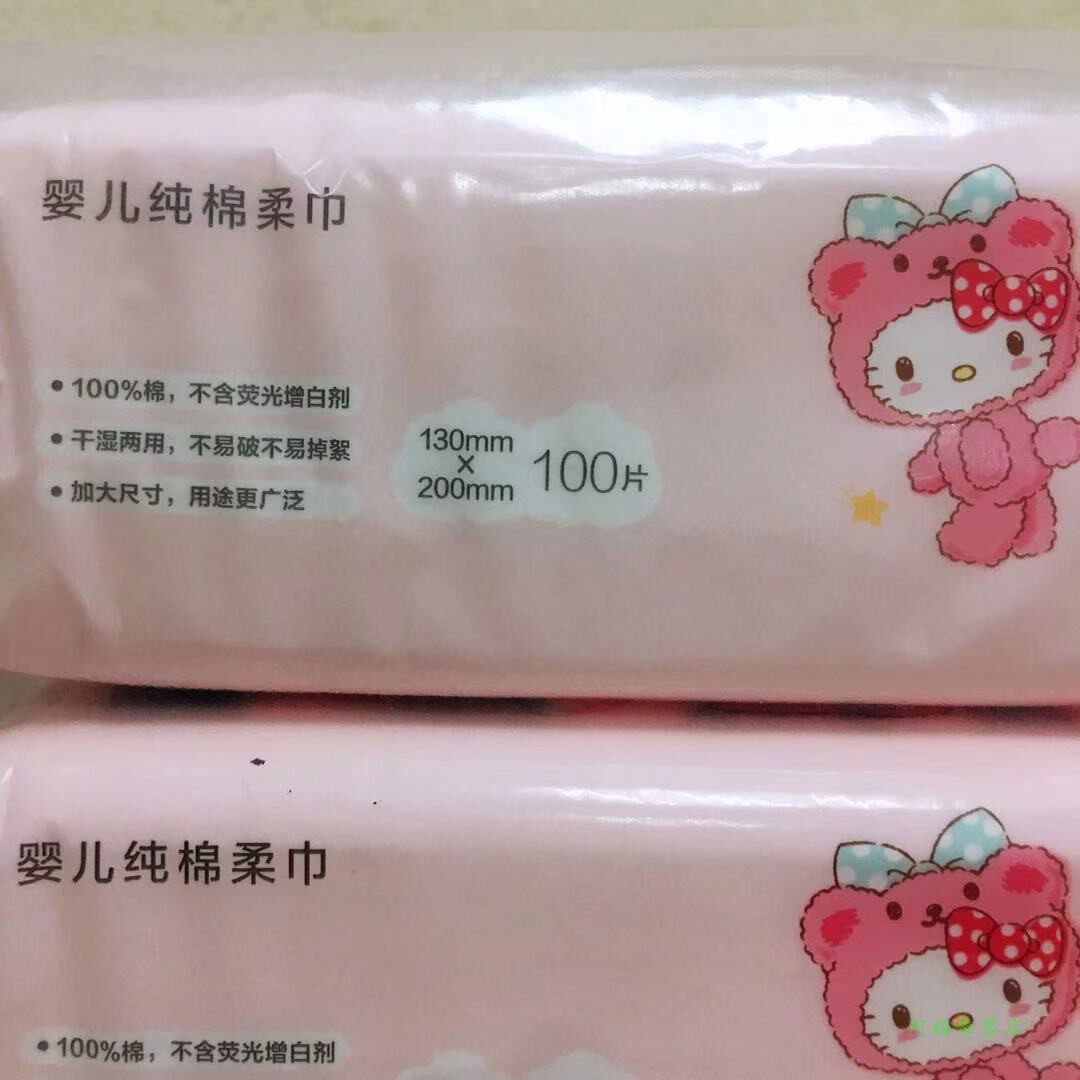 婴儿纯棉柔巾
• 100%棉，不含荧光增白剂
• 干湿两用，不易破不易掉絮
• 加大尺寸，用途更广泛
130mm
×
200mm
100片
婴儿纯棉柔巾
• 100%棉，不含荧光增白剂